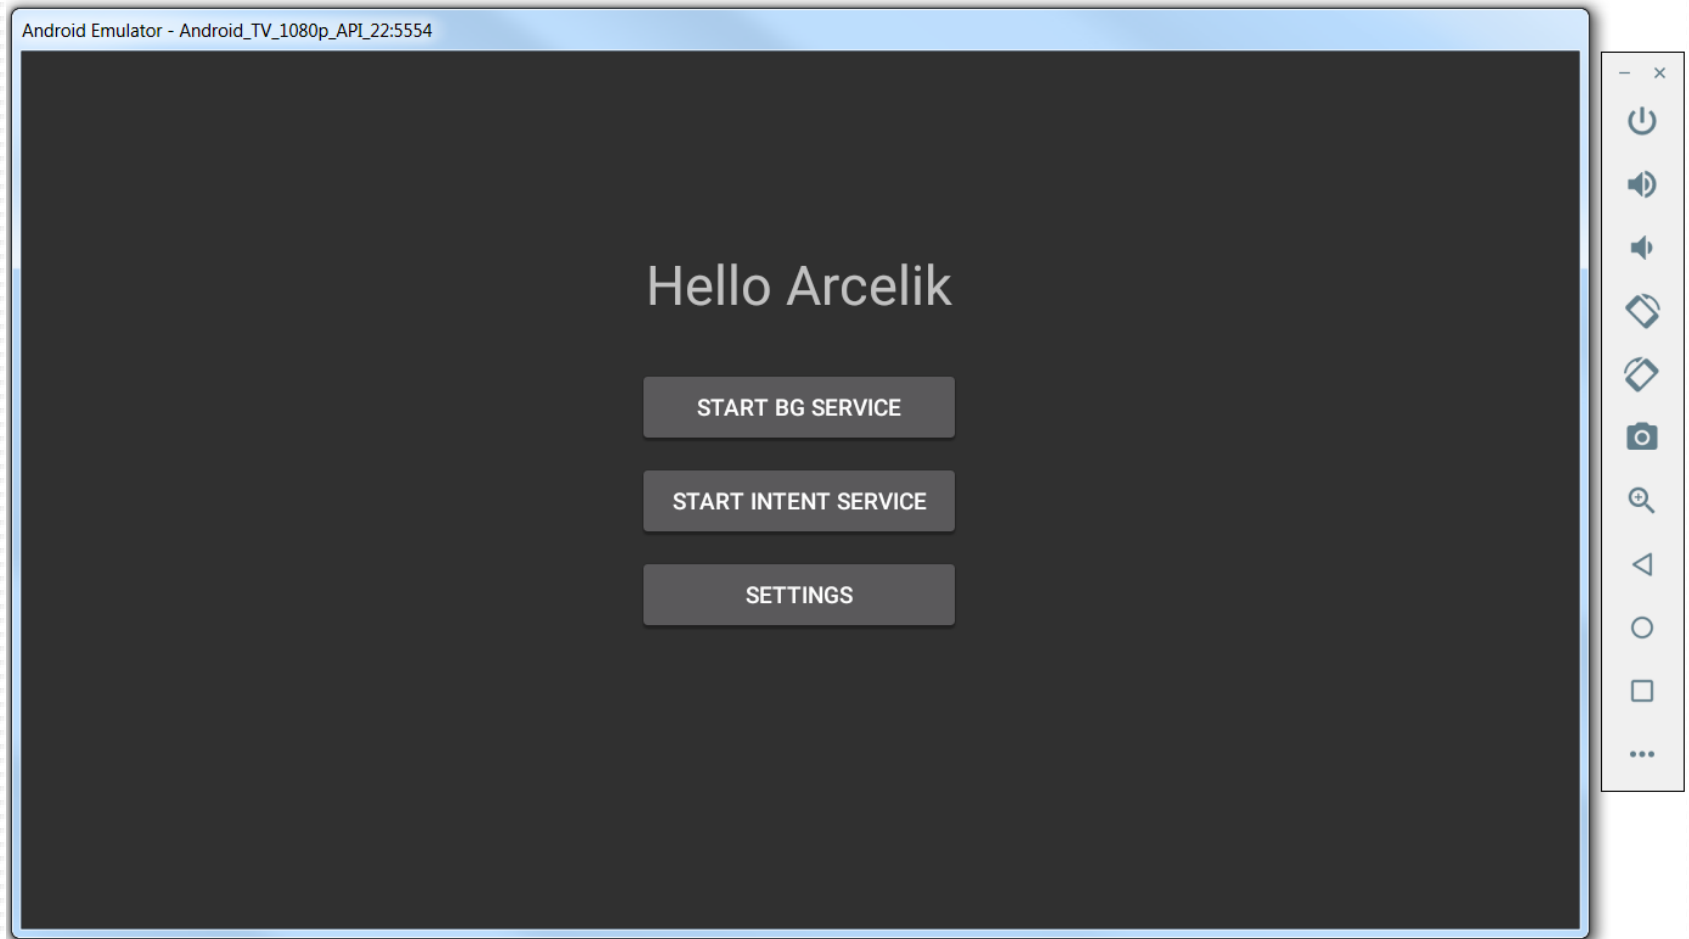 Android Emulator - Android_TV_1080p_API_22:5554
Hello Arcelik
START BG SERVICE
START INTENT SERVICE
SETTINGS